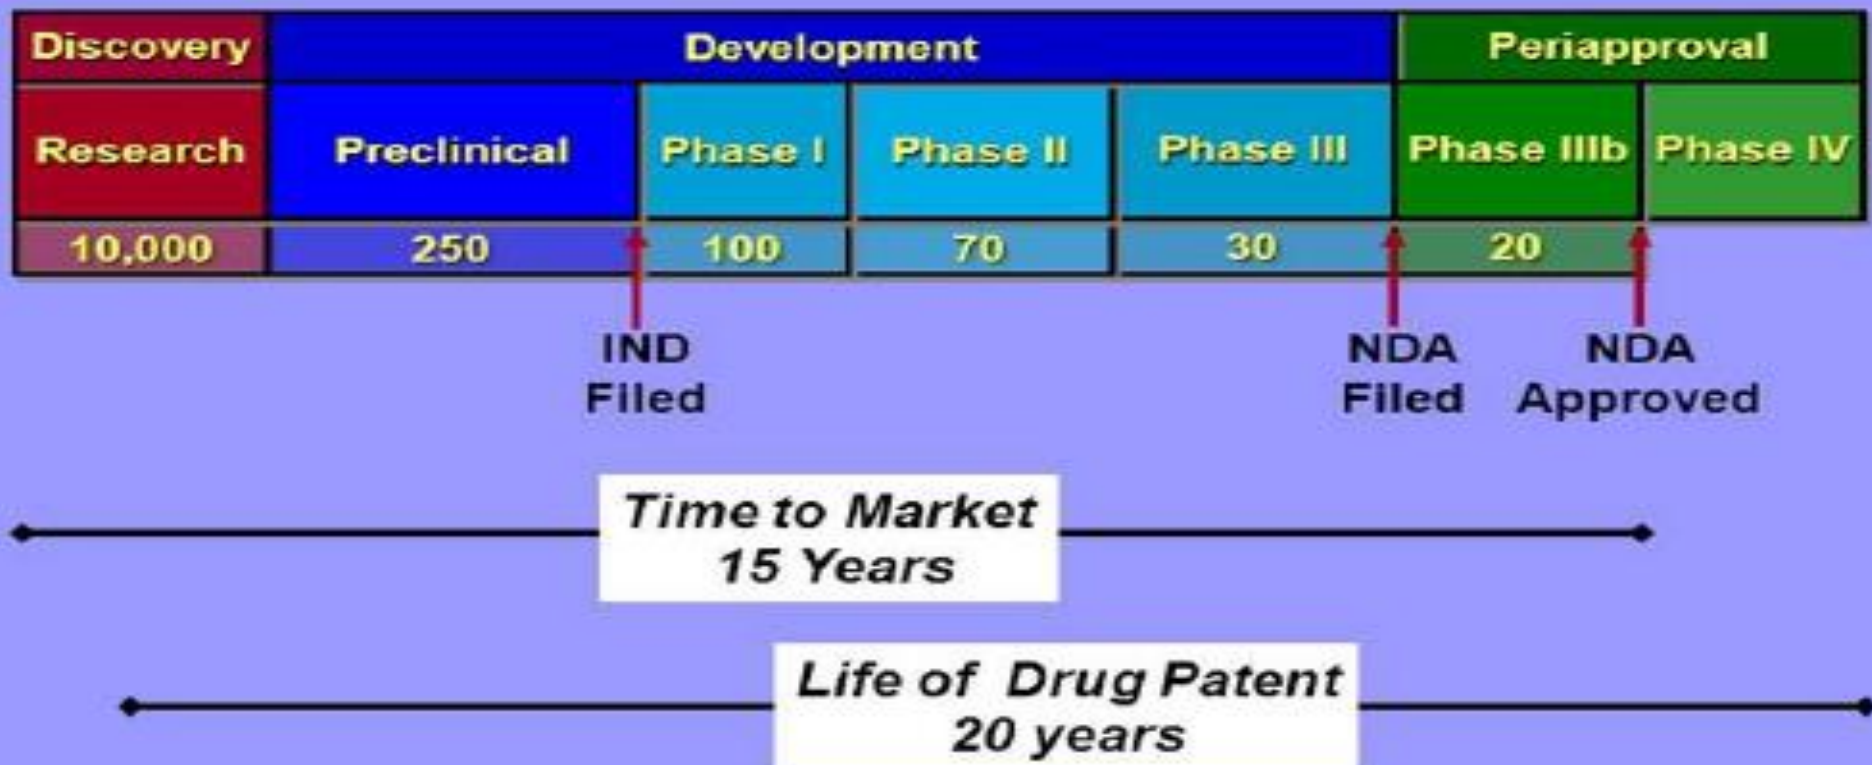 Discovery Development Periapproval
Research Preclinical Phase I Phase II Phase III Phase IIIb Phase IV
10,000 250 100 70 30 20
IND
Filed
NDA
Filed
NDA
Approved
Time to Market
15 Years
Life of Drug Patent
20 years